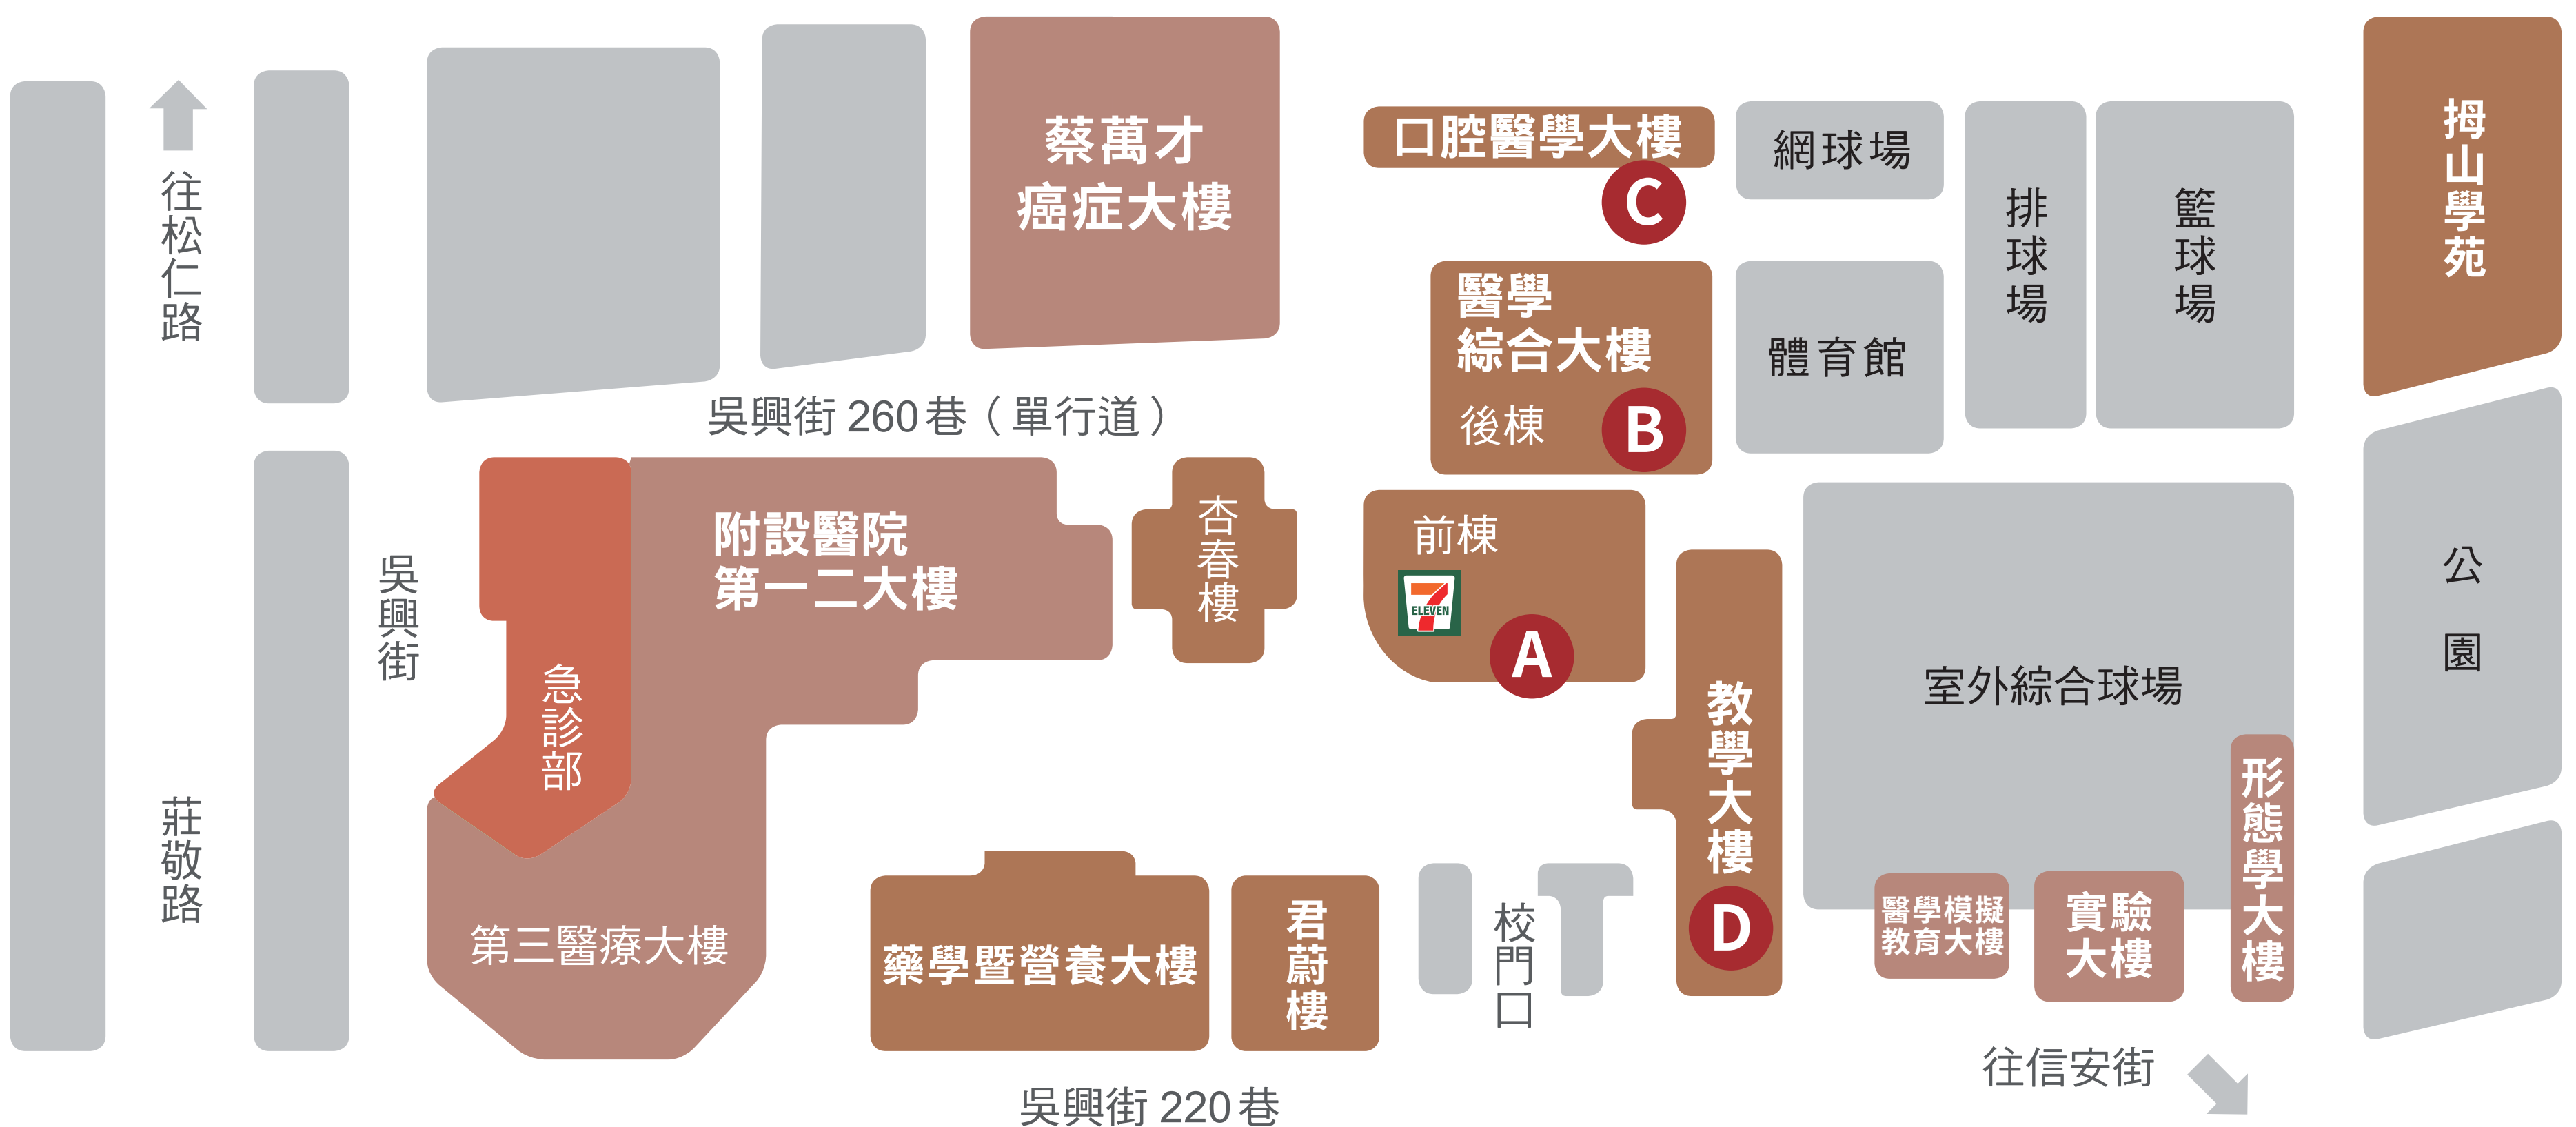 往松仁路
莊敬路
吳興街
蔡萬才
癌症大樓
吳興街 260 巷（單行道）
附設醫院
第一二大樓
急診部
第三醫療大樓
杏春樓
口腔醫學大樓
C
醫學
綜合大樓
後棟
B
前棟
7
ELEVEN
A
教學大樓
D
網球場
體育館
排球場
籃球場
拇山學苑
室外綜合球場
公園
形態學大樓
醫學模擬
教育大樓
實驗
大樓
藥學暨營養大樓
君蔚樓
校門口
往信安街
吳興街 220 巷